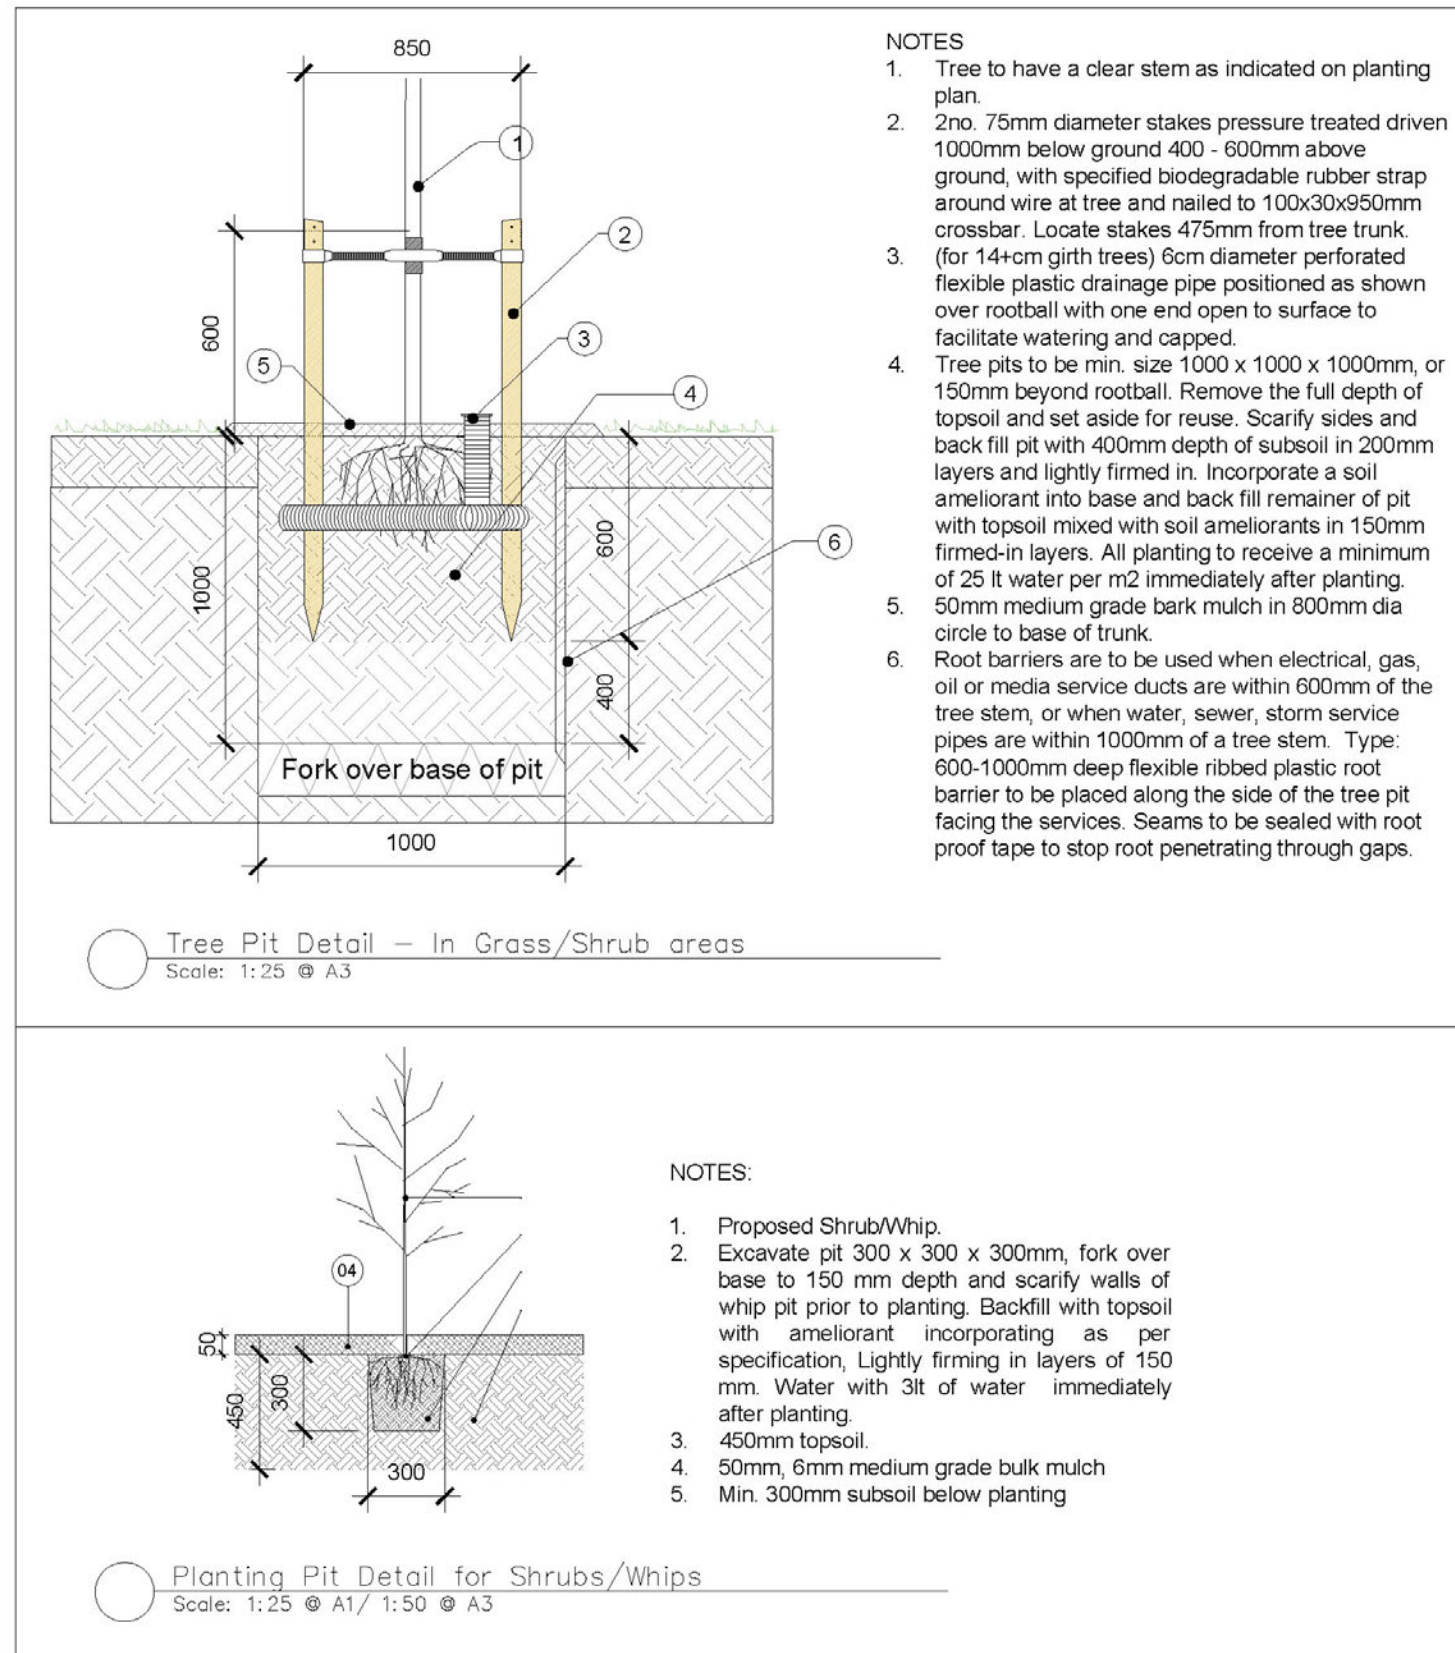 850
1
2
600
3
5
4
600
1000
6
400
Fork over base of pit
1000
NOTES
1. Tree to have a clear stem as indicated on planting
plan.
2. 2no. 75mm diameter stakes pressure treated driven
1000mm below ground 400 - 600mm above
ground, with specified biodegradable rubber strap
around wire at tree and nailed to 100x30x950mm
crossbar. Locate stakes 475mm from tree trunk.
3. (for 14+cm girth trees) 6cm diameter perforated
flexible plastic drainage pipe positioned as shown
over rootball with one end open to surface to
facilitate watering and capped.
4. Tree pits to be min. size 1000 x 1000 x 1000mm, or
150mm beyond rootball. Remove the full depth of
topsoil and set aside for reuse. Scarify sides and
back fill pit with 400mm depth of subsoil in 200mm
layers and lightly firmed in. Incorporate a soil
ameliorant into base and back fill remainer of pit
with topsoil mixed with soil ameliorants in 150mm
firmed-in layers. All planting to receive a minimum
of 25 lt water per m2 immediately after planting.
5. 50mm medium grade bark mulch in 800mm dia
circle to base of trunk.
6. Root barriers are to be used when electrical, gas,
oil or media service ducts are within 600mm of the
tree stem, or when water, sewer, storm service
pipes are within 1000mm of a tree stem. Type:
600-1000mm deep flexible ribbed plastic root
barrier to be placed along the side of the tree pit
facing the services. Seams to be sealed with root
proof tape to stop root penetrating through gaps.
Tree Pit Detail – In Grass/Shrub areas
Scale: 1:25 @ A3
04
50
450
300
300
NOTES:
1. Proposed Shrub/Whip.
2. Excavate pit 300 x 300 x 300mm, fork over
base to 150 mm depth and scarify walls of
whip pit prior to planting. Backfill with topsoil
with ameliorant incorporating as per
specification, Lightly firming in layers of 150
mm. Water with 3lt of water immediately
after planting.
3. 450mm topsoil.
4. 50mm, 6mm medium grade bulk mulch
5. Min. 300mm subsoil below planting
Planting Pit Detail for Shrubs/Whips
Scale: 1:25 @ A1/ 1:50 @ A3